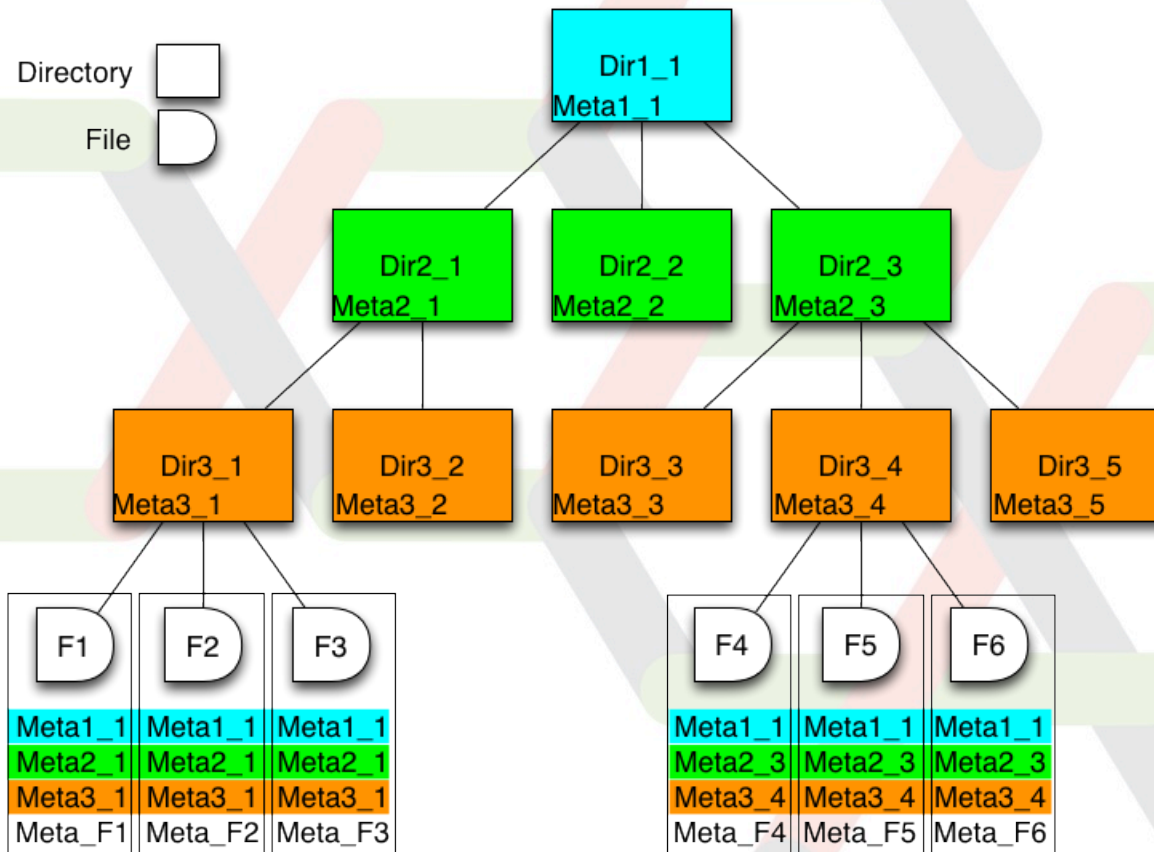 Directory
File
Dir1_1
Meta1_1
Dir2_1
Meta2_1
Dir2_2
Meta2_2
Dir2_3
Meta2_3
Dir3_1
Meta3_1
Dir3_2
Meta3_2
Dir3_3
Meta3_3
Dir3_4
Meta3_4
Dir3_5
Meta3_5
F1
Meta1_1
Meta2_1
Meta3_1
Meta_F1
F2
Meta1_1
Meta2_1
Meta3_1
Meta_F2
F3
Meta1_1
Meta2_1
Meta3_1
Meta_F3
F4
Meta1_1
Meta2_3
Meta3_4
Meta_F4
F5
Meta1_1
Meta2_3
Meta3_4
Meta_F5
F6
Meta1_1
Meta2_3
Meta3_4
Meta_F6